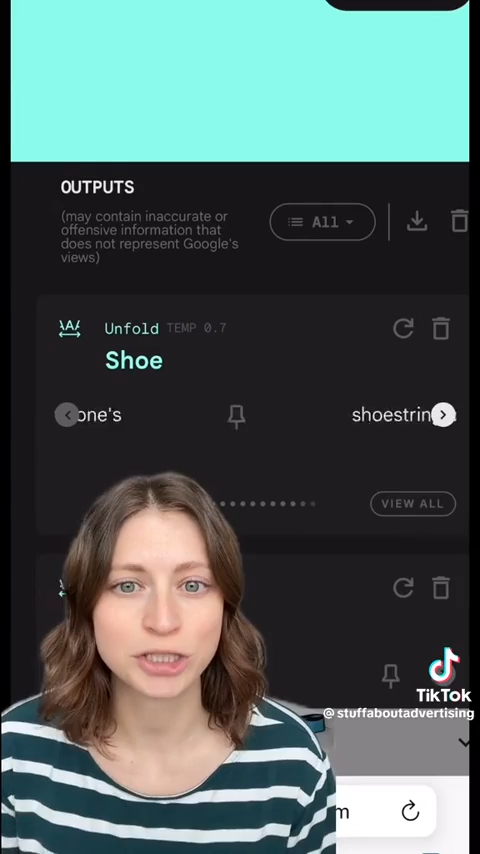 OUTPUTS
(may contain inaccurate or
offensive information that
does not represent Google's
views)
All
Unfold TEMP 0.7
Shoe
one's
shoestrin
VIEW ALL
TikTok
@stuffaboutadvertising
m